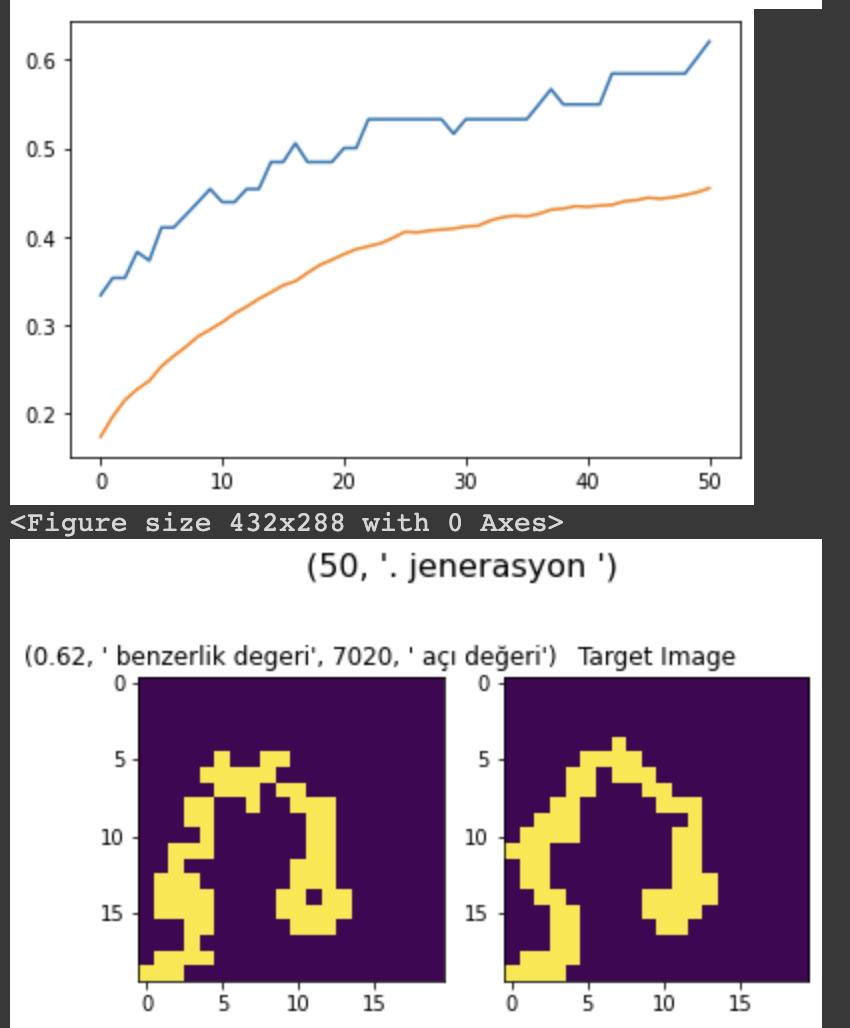 0.6
0.5
0.4
0.3
0.2
0 10 20 30 40 50
<Figure size 432x288 with 0 Axes>
(50, '. jenerasyon ')
(0.62, ' benzerlik degeri', 7020, ' açı değeri') Target Image
0 0
5 5
10 10
15 15
0 5 10 15 0 5 10 15